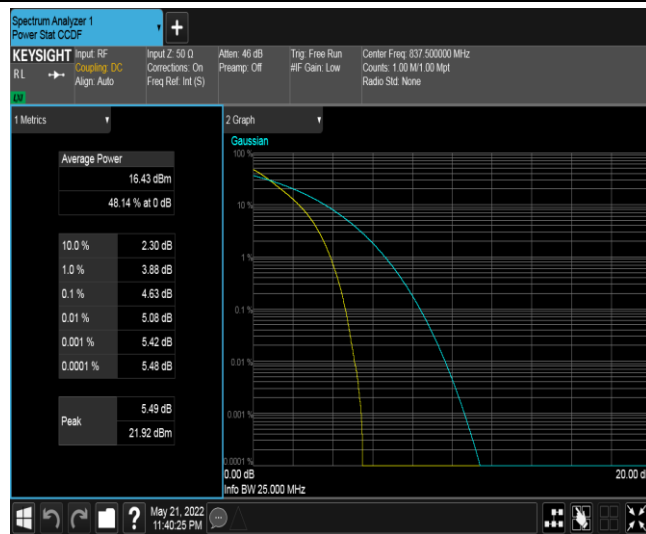 Spectrum Analyzer 1
Power Stat CCDF
+
KEYSIGHT Input: RF Input Z: 50 Ω Atten: 46 dB Trig: Free Run Center Freq: 837.500000 MHz
RL Coupling: DC Corrections: On Preamp: Off #IF Gain: Low Counts: 1.00 M/1.00 Mpt
Align: Auto Freq Ref: Int (S) Radio Std: None
1 Metrics
2 Graph
Average Power
16.43 dBm
48.14 % at 0 dB
10.0 % 2.30 dB
1.0 % 3.88 dB
0.1 % 4.63 dB
0.01 % 5.08 dB
0.001 % 5.42 dB
0.0001 % 5.48 dB
Peak 5.49 dB
21.92 dBm
Gaussian
100 %
10 %
1 %
0.1 %
0.01 %
0.001 %
0.0001 %
0.00 dB 20.00 d
Info BW 25.000 MHz
? May 21, 2022
11:40:25 PM